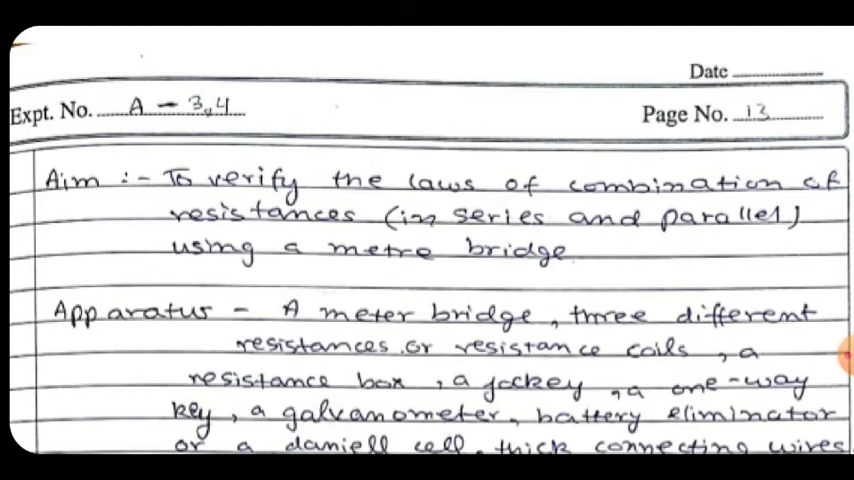 Date
Expt. No. A - 3,4
Page No. 13
Aim :- To verify the laws of combination of
resistances (in series and parallel)
using a metre bridge
Apparatus - A meter bridge, three different
resistances or resistance coils, a
resistance box, a jockey, a one-way
key, a galvanometer, battery eliminator
or a daniell cell, thick connecting wires